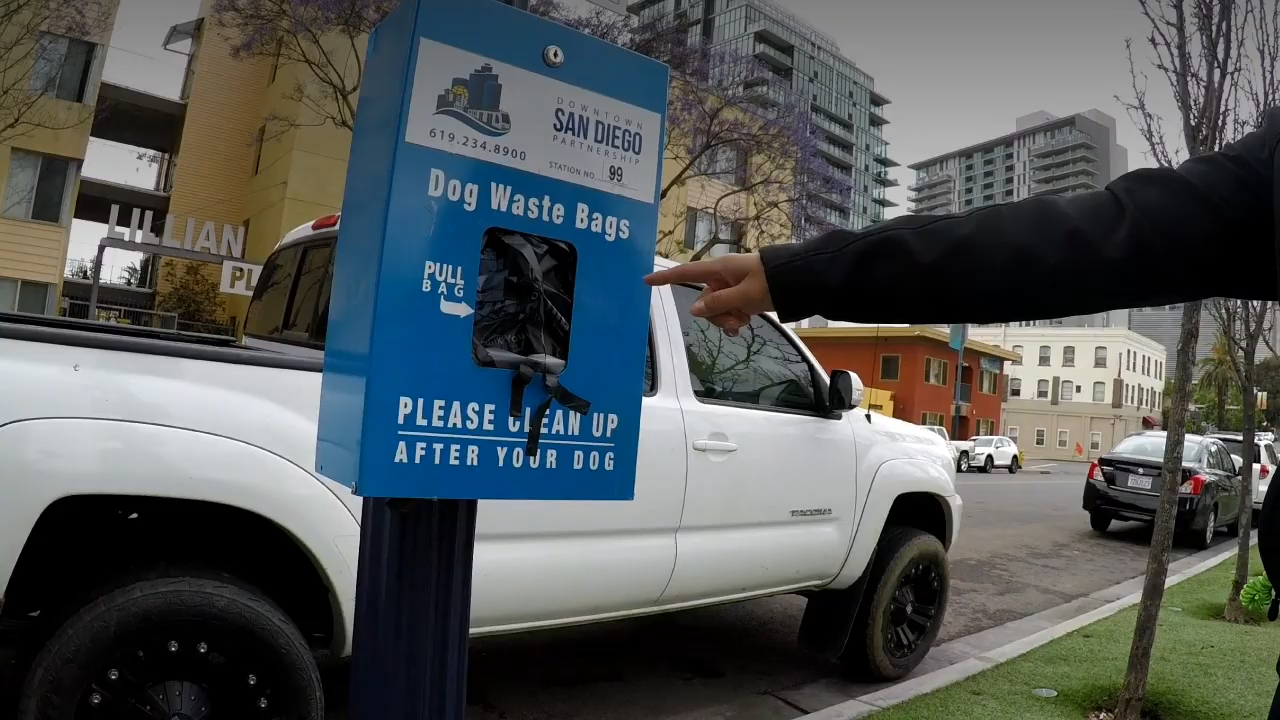 DOWNTOWN
SAN DIEGO
PARTNERSHIP
619.234.8900
STATION NO. 99
Dog Waste Bags
PULL
BAG
PLEASE CLEAN UP
AFTER YOUR DOG
LILLIAN
PL
TACOMA